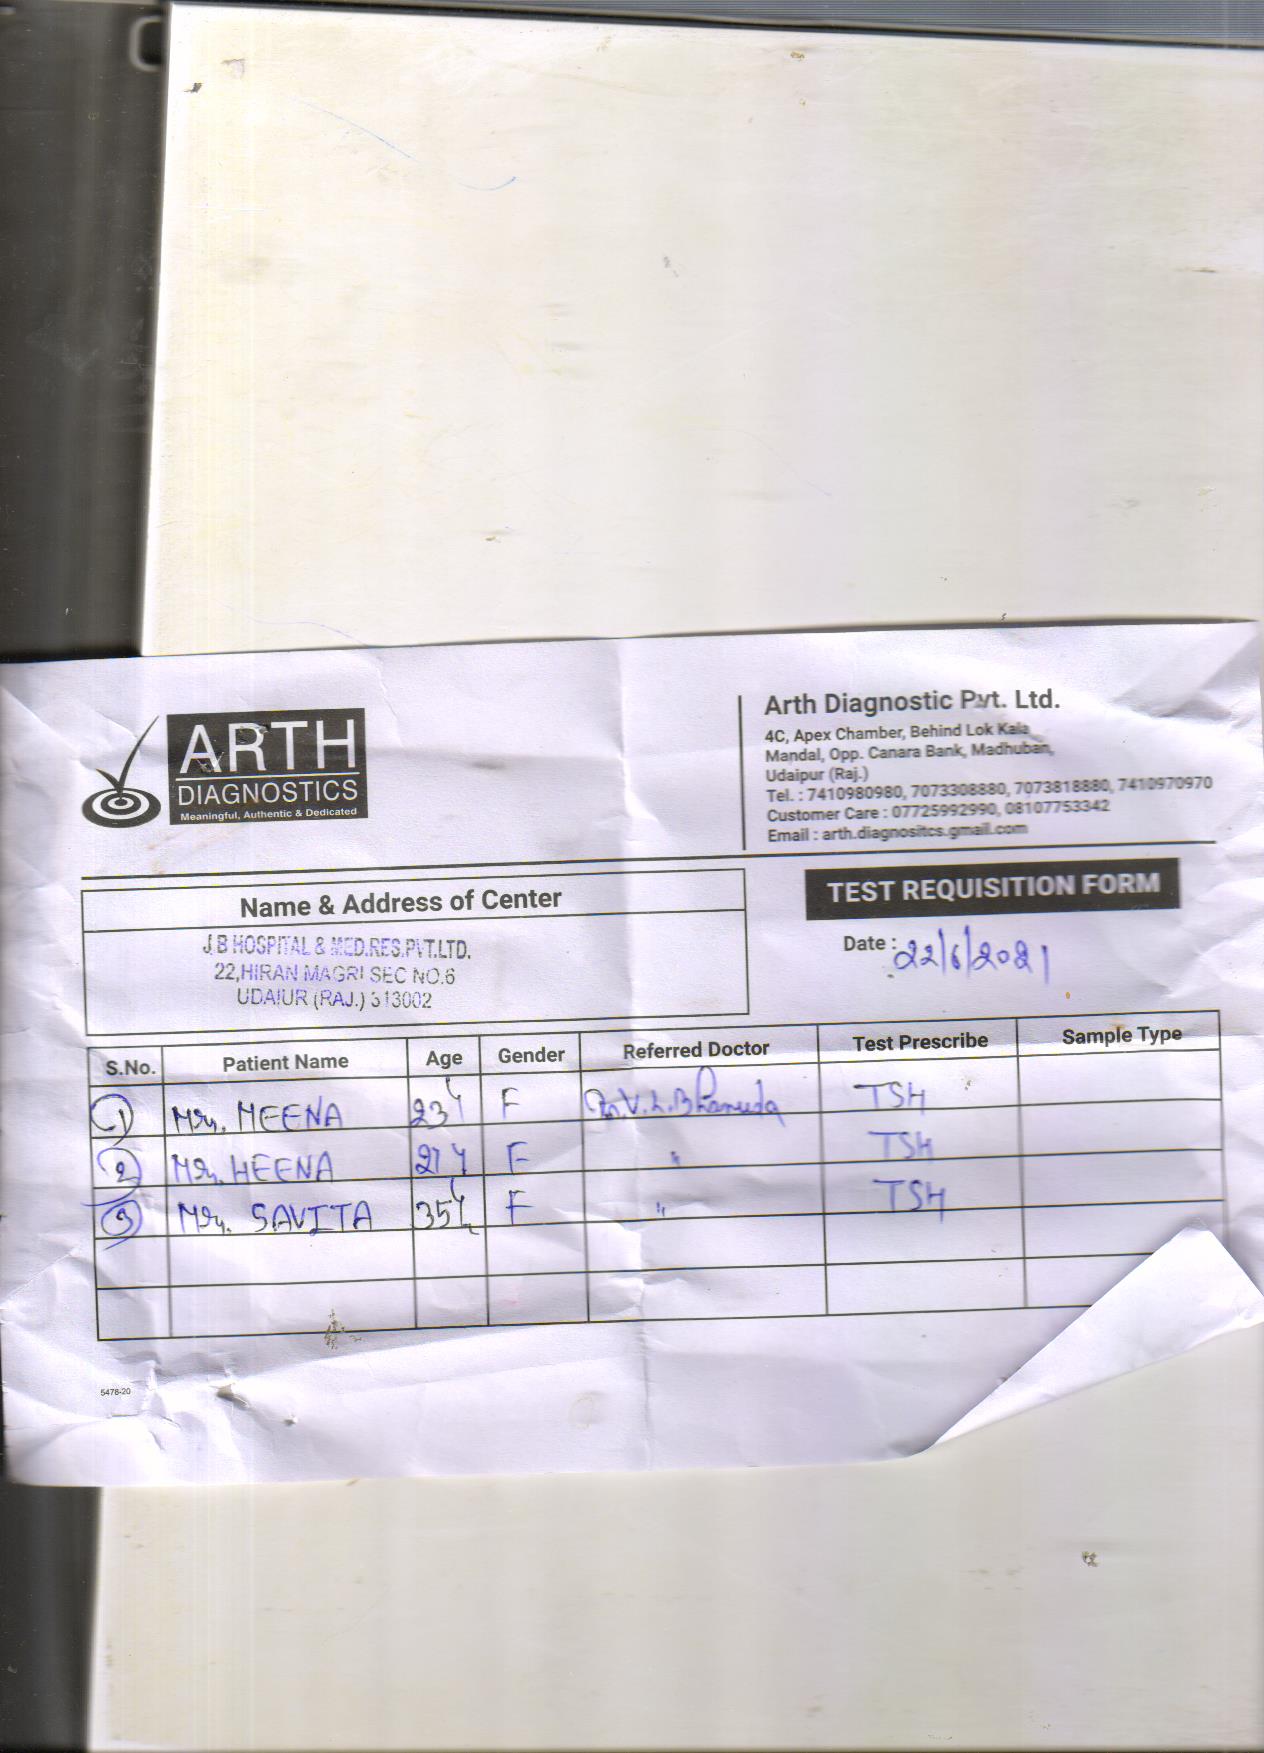 ARTH
DIAGNOSTICS
Meaningful, Authentic & Dedicated
Arth Diagnostic Pvt. Ltd.
4C, Apex Chamber, Behind Lok Kala
Mandal, Opp. Canara Bank, Madhuban,
Udaipur (Raj.)
Tel. : 7410980980, 7073308880, 7073818880, 7410970970
Customer Care : 07725992990, 08107753342
Email : arth.diagnositcs.gmail.com
Name & Address of Center
J.B HOSPITAL & MED.RES.PVT.LTD.
22,HIRAN MAGRI SEC NO.6
UDAIUR (RAJ.) 313002
TEST REQUISITION FORM
Date : 22/6/2021
S.No. Patient Name Age Gender Referred Doctor Test Prescribe Sample Type
1 Mrs. MEENA 23Y F Dr. V. L. TSH
2 HEENA 27Y F " TSH
3 Mrs. SAVITA 35Y F " TSH
5478-20